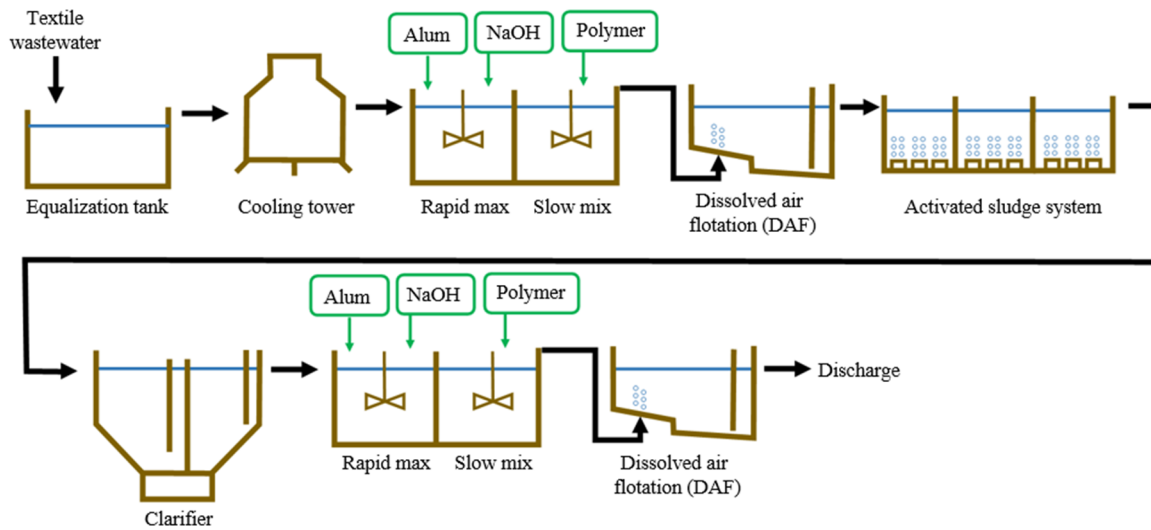 Textile
wastewater
Alum
NaOH
Polymer
Equalization tank
Cooling tower
Rapid max
Slow mix
Dissolved air
flotation (DAF)
Activated sludge system
Alum
NaOH
Polymer
Discharge
Clarifier
Rapid max
Slow mix
Dissolved air
flotation (DAF)